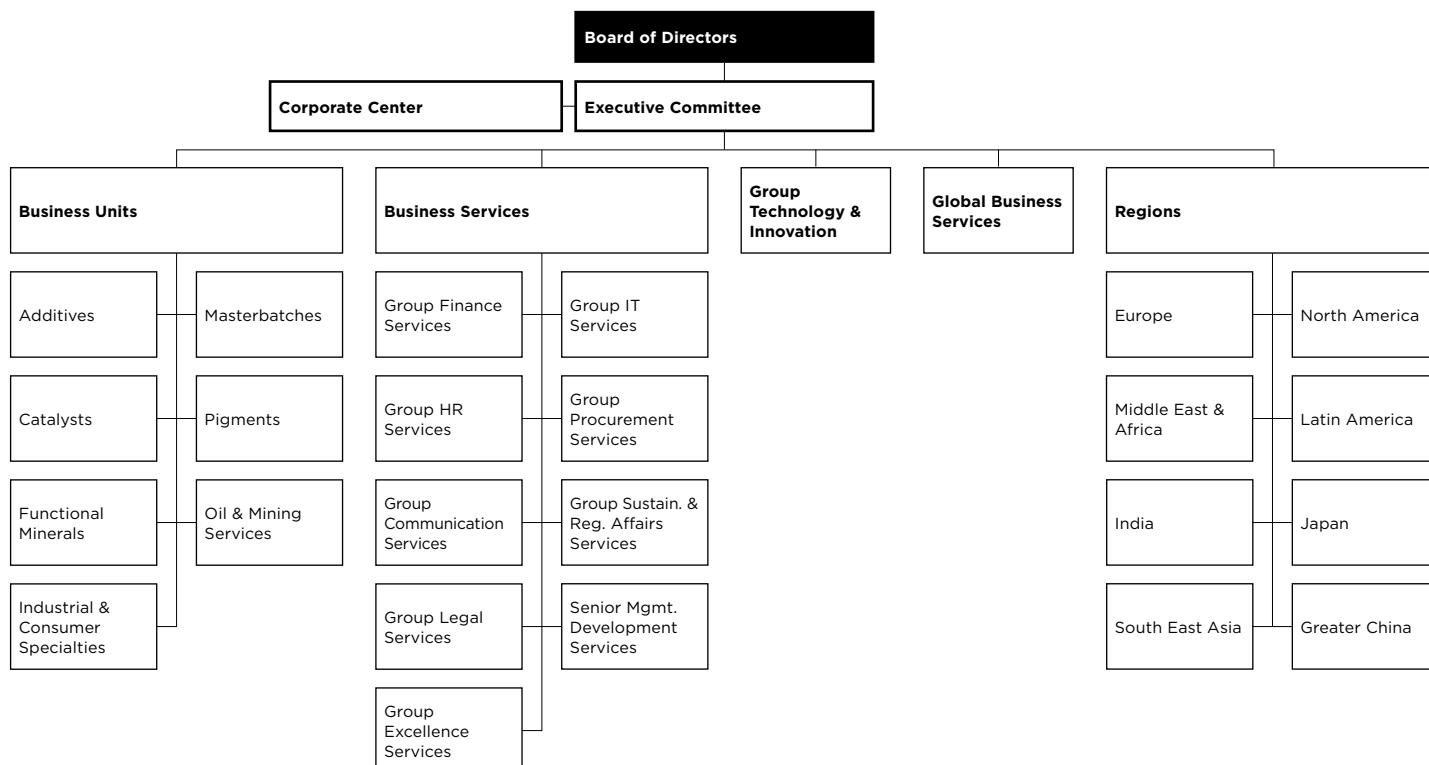 Board of Directors
Corporate Center
Executive Committee
Business Units
Business Services
Group
Technology &
Innovation
Global Business
Services
Regions
Additives
Masterbatches
Group Finance
Services
Group IT
Services
Europe
North America
Catalysts
Pigments
Group HR
Services
Group
Procurement
Services
Middle East &
Africa
Latin America
Functional
Minerals
Oil & Mining
Services
Group
Communication
Services
Group Sustain. &
Reg. Affairs
Services
India
Japan
Industrial &
Consumer
Specialties
Group Legal
Services
Senior Mgmt.
Development
Services
South East Asia
Greater China
Group
Excellence
Services